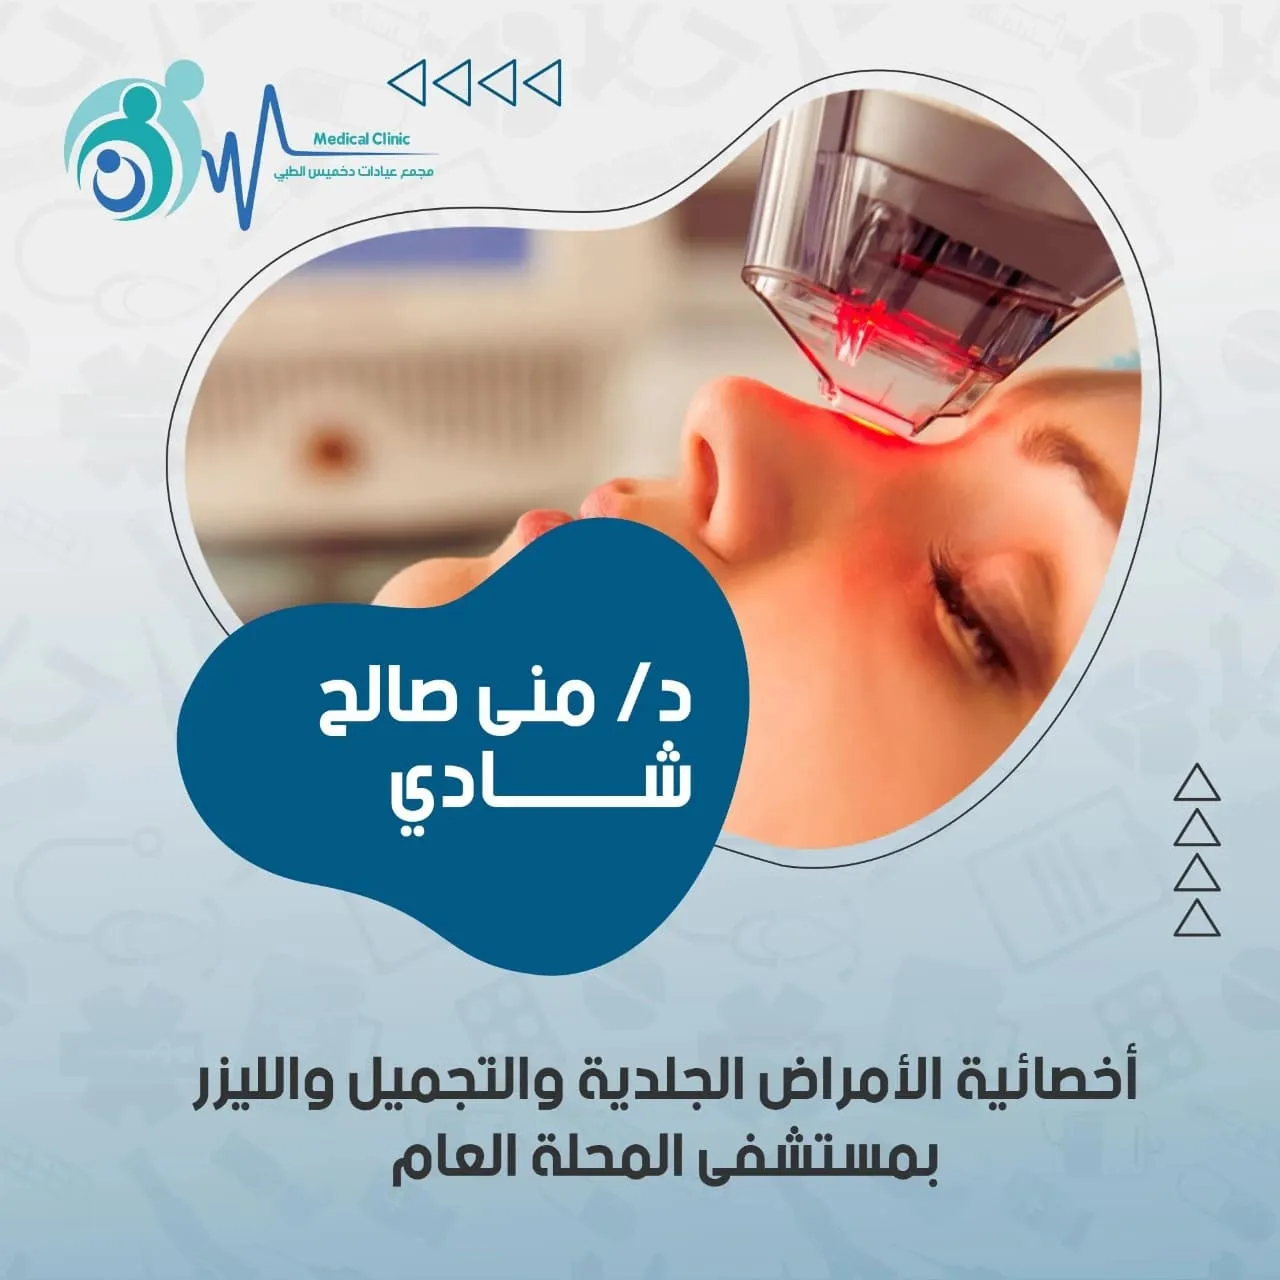 Medical Clinic
مجمع عيادات دخميس الطبي
د/ منى صالح
شـــــادي
أخصائية الأمراض الجلدية والتجميل والليزر
بمستشفى المحلة العام